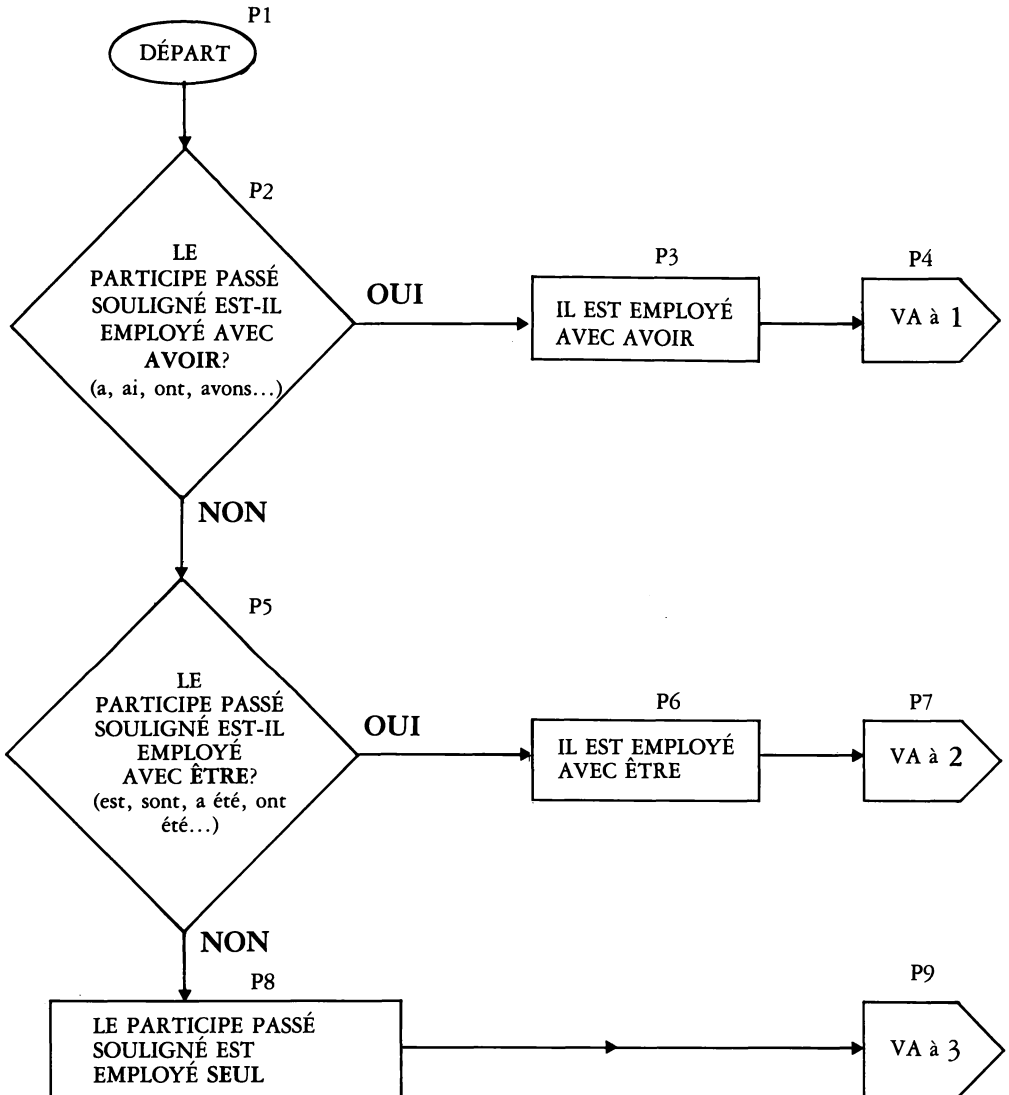 P1
DÉPART
P2
LE
PARTICIPE PASSÉ
SOULIGNÉ EST-IL
EMPLOYÉ AVEC
AVOIR?
(a, ai, ont, avons...)
OUI
P3
IL EST EMPLOYÉ
AVEC AVOIR
P4
VA à 1
NON
P5
LE
PARTICIPE PASSÉ
SOULIGNÉ EST-IL
EMPLOYÉ
AVEC ÊTRE?
(est, sont, a été, ont
été...)
OUI
P6
IL EST EMPLOYÉ
AVEC ÊTRE
P7
VA à 2
NON
P8
LE PARTICIPE PASSÉ
SOULIGNÉ EST
EMPLOYÉ SEUL
P9
VA à 3